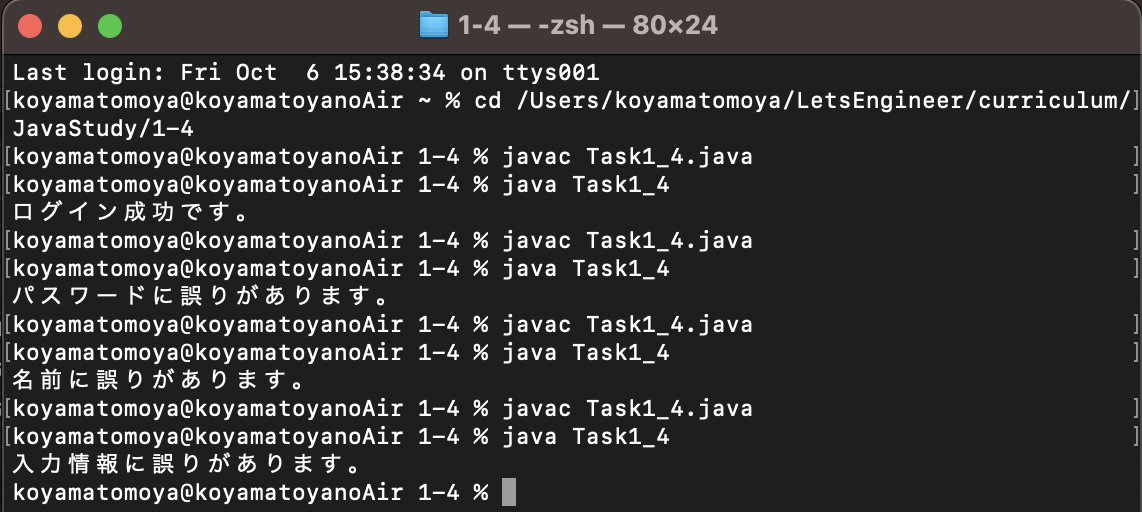 1-4 — -zsh — 80×24
Last login: Fri Oct  6 15:38:34 on ttys001
[koyamatomoya@koyamatoyanoAir ~ % cd /Users/koyamatomoya/LetsEngineer/curriculum/]
JavaStudy/1-4
[koyamatomoya@koyamatoyanoAir 1-4 % javac Task1_4.java ]
[koyamatomoya@koyamatoyanoAir 1-4 % java Task1_4 ]
ログイン成功です。
[koyamatomoya@koyamatoyanoAir 1-4 % javac Task1_4.java ]
[koyamatomoya@koyamatoyanoAir 1-4 % java Task1_4 ]
パスワードに誤りがあります。
[koyamatomoya@koyamatoyanoAir 1-4 % javac Task1_4.java ]
[koyamatomoya@koyamatoyanoAir 1-4 % java Task1_4 ]
名前に誤りがあります。
[koyamatomoya@koyamatoyanoAir 1-4 % javac Task1_4.java ]
[koyamatomoya@koyamatoyanoAir 1-4 % java Task1_4 ]
入力情報に誤りがあります。
koyamatomoya@koyamatoyanoAir 1-4 %